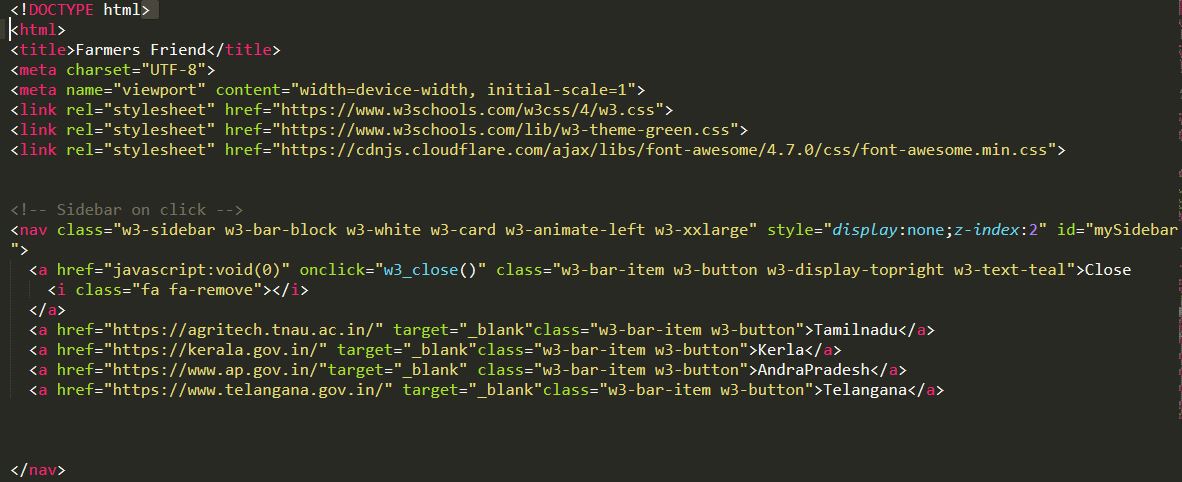 <!DOCTYPE html>
<html>
<title>Farmers Friend</title>
<meta charset="UTF-8">
<meta name="viewport" content="width=device-width, initial-scale=1">
<link rel="stylesheet" href="https://www.w3schools.com/w3css/4/w3.css">
<link rel="stylesheet" href="https://www.w3schools.com/lib/w3-theme-green.css">
<link rel="stylesheet" href="https://cdnjs.cloudflare.com/ajax/libs/font-awesome/4.7.0/css/font-awesome.min.css">
<!-- Sidebar on click -->
<nav class="w3-sidebar w3-bar-block w3-white w3-card w3-animate-left w3-xxlarge" style="display:none;z-index:2" id="mySidebar
">
  <a href="javascript:void(0)" onclick="w3_close()" class="w3-bar-item w3-button w3-display-topright w3-text-teal">Close
    <i class="fa fa-remove"></i>
  </a>
  <a href="https://agritech.tnau.ac.in/" target="_blank"class="w3-bar-item w3-button">Tamilnadu</a>
  <a href="https://kerala.gov.in/" target="_blank"class="w3-bar-item w3-button">Kerla</a>
  <a href="https://www.ap.gov.in/"target="_blank" class="w3-bar-item w3-button">AndraPradesh</a>
  <a href="https://www.telangana.gov.in/" target="_blank"class="w3-bar-item w3-button">Telangana</a>
</nav>